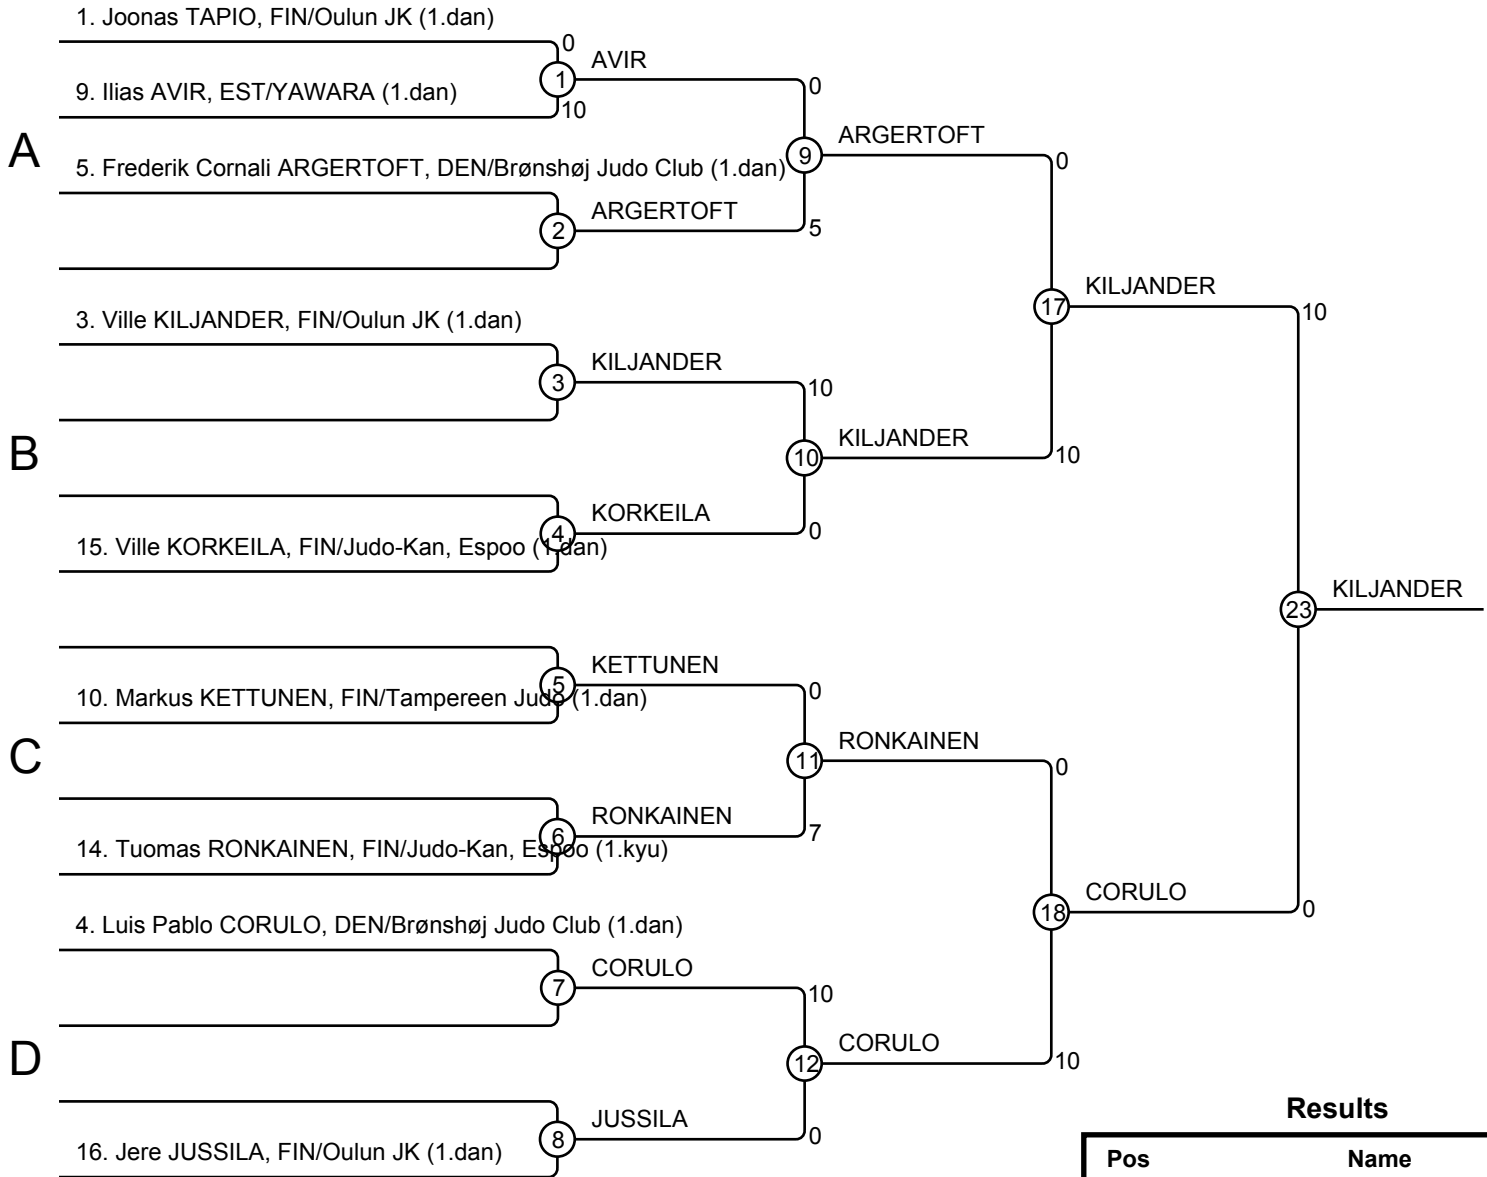 1. Joonas TAPIO, FIN/Oulun JK (1.dan)
0
1
AVIR
9. Ilias AVIR, EST/YAWARA (1.dan)
10
0
A
9
ARGERTOFT
5. Frederik Cornali ARGERTOFT, DEN/Brønshøj Judo Club (1.dan)
0
2
ARGERTOFT
5
17
KILJANDER
3. Ville KILJANDER, FIN/Oulun JK (1.dan)
10
3
KILJANDER
10
B
10
KILJANDER
10
4
KORKEILA
0
15. Ville KORKEILA, FIN/Judo-Kan, Espoo (1.dan)
23
KILJANDER
5
KETTUNEN
0
10. Markus KETTUNEN, FIN/Tampereen Judo (1.dan)
C
11
RONKAINEN
0
6
RONKAINEN
7
14. Tuomas RONKAINEN, FIN/Judo-Kan, Espoo (1.kyu)
18
CORULO
0
4. Luis Pablo CORULO, DEN/Brønshøj Judo Club (1.dan)
7
CORULO
10
D
12
CORULO
10
8
JUSSILA
0
16. Jere JUSSILA, FIN/Oulun JK (1.dan)
Results
Pos Name